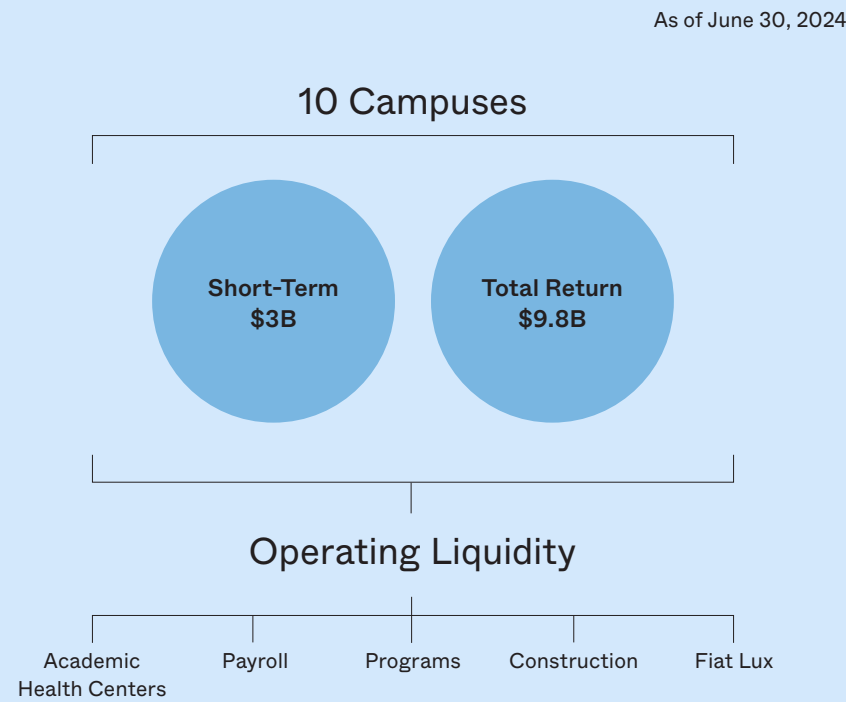 As of June 30, 2024
10 Campuses
Short-Term
$3B
Total Return
$9.8B
Operating Liquidity
Academic
Health Centers
Payroll
Programs
Construction
Fiat Lux